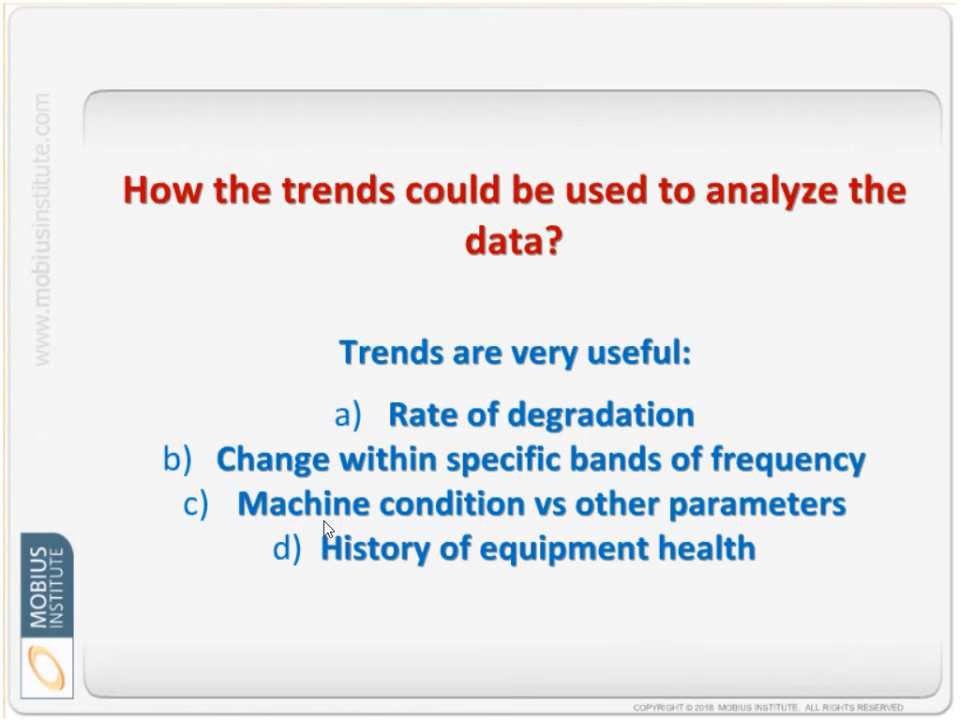 www.mobiusinstitute.com
How the trends could be used to analyze the
data?
Trends are very useful:
a) Rate of degradation
b) Change within specific bands of frequency
c) Machine condition vs other parameters
d) History of equipment health
MOBIUS
INSTITUTE
COPYRIGHT © 2018 MOBIUS INSTITUTE. ALL RIGHTS RESERVED